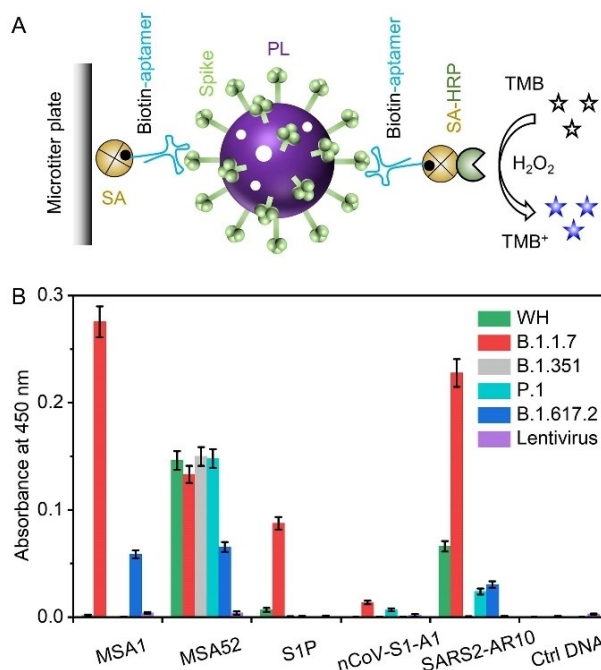 A
Microtiter plate
SA
Biotin-aptamer
Spike
PL
Biotin-aptamer
SA-HRP
TMB
H₂O₂
TMB⁺
B
Absorbance at 450 nm
0.3
0.2
0.1
0.0
WH
B.1.1.7
B.1.351
P.1
B.1.617.2
Lentivirus
MSA1
MSA52
S1P
nCoV-S1-A1
SARS2-AR10
Ctrl DNA